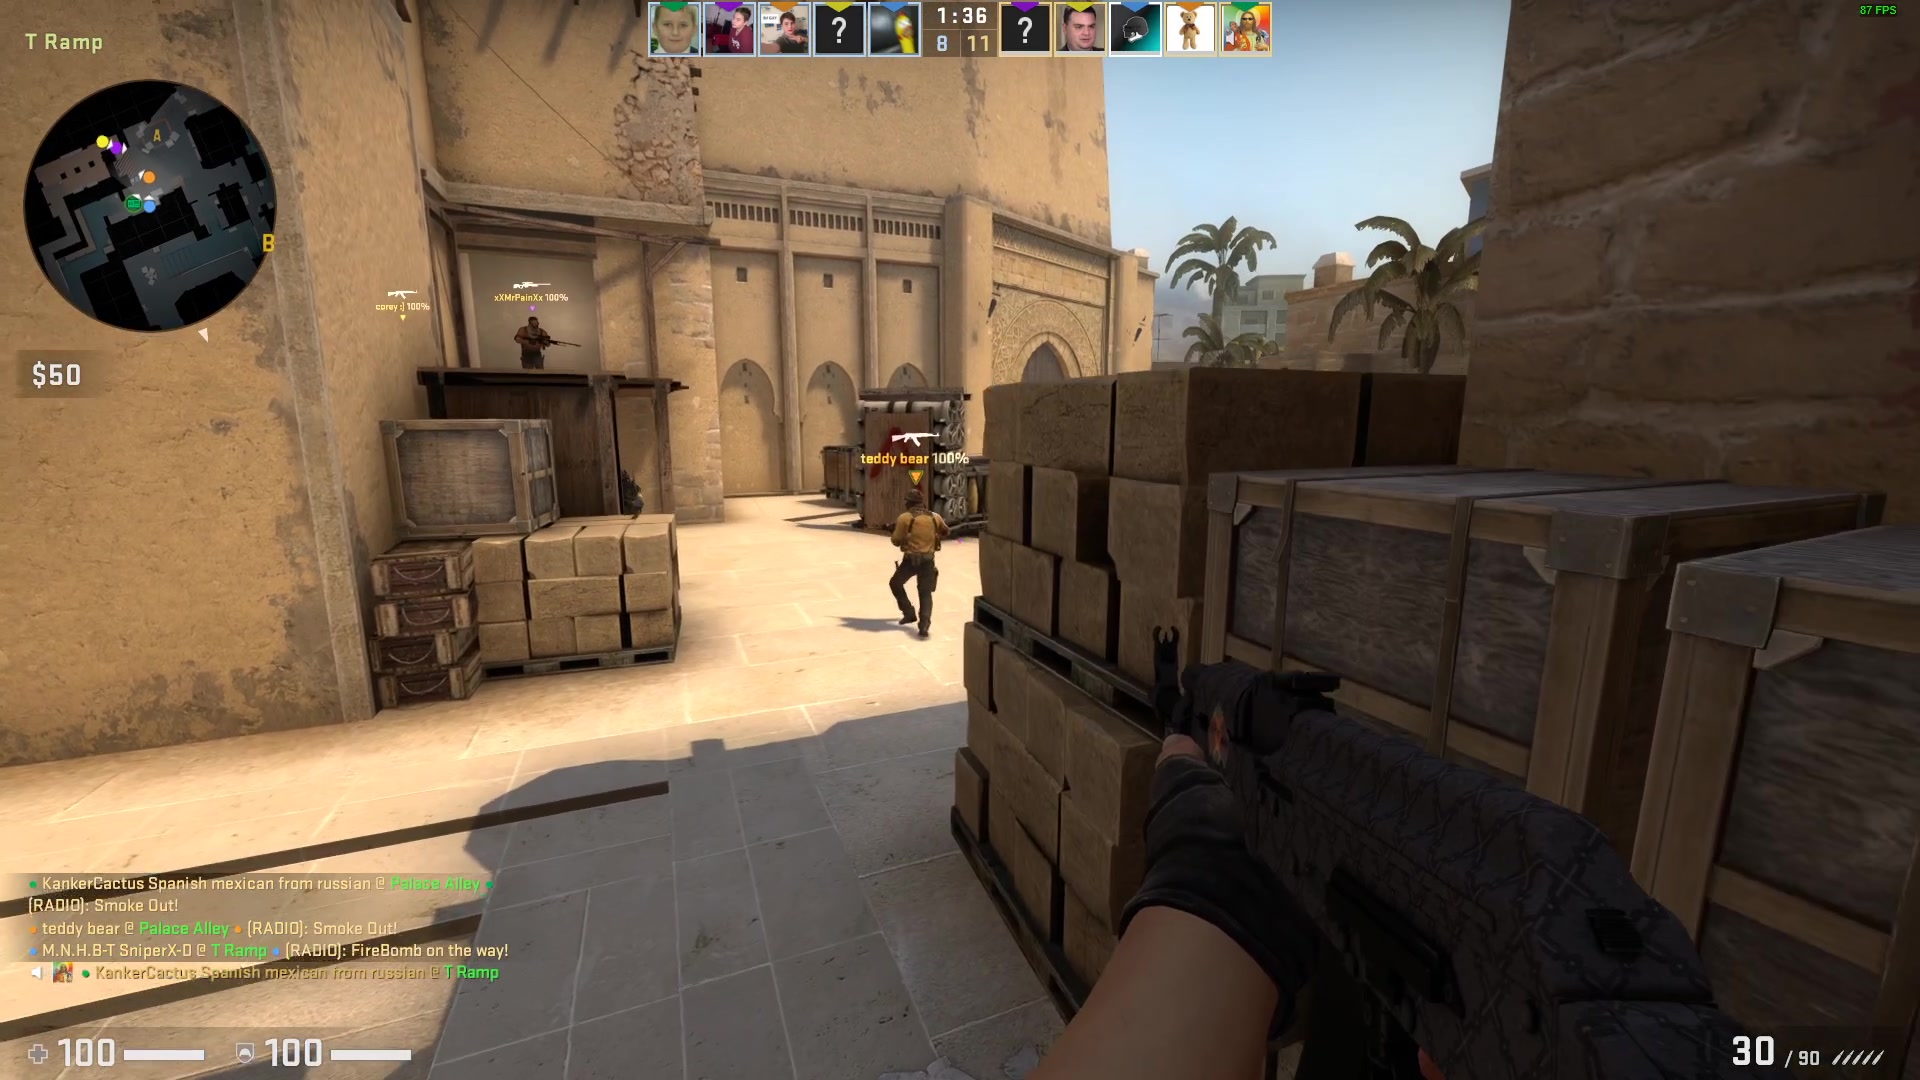 87 FPS
T Ramp
1:36
8 11
?
?
A
B
$50
corey :] 100%
xXMrPainXx 100%
teddy bear 100%
KankerCactus Spanish mexican from russian @ Palace Alley
(RADIO): Smoke Out!
teddy bear @ Palace Alley (RADIO): Smoke Out!
M.N.H.B-T SniperX-D @ T Ramp (RADIO): FireBomb on the way!
KankerCactus Spanish mexican from russian @ T Ramp
100 100
30 / 90